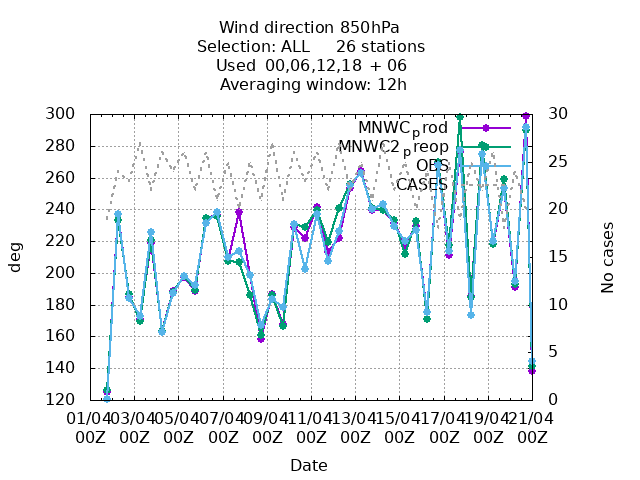 Wind direction 850hPa
Selection: ALL     26 stations
Used 00,06,12,18 + 06
Averaging window: 12h
300
280
260
240
220
200
180
160
140
120
deg
MNWCprod
MNWC2preop
OBS
CASES
30
25
20
15
10
5
0
No cases
01/04 03/04 05/04 07/04 09/04 11/04 13/04 15/04 17/04 19/04 21/04
00Z 00Z 00Z 00Z 00Z 00Z 00Z 00Z 00Z 00Z 00Z
Date